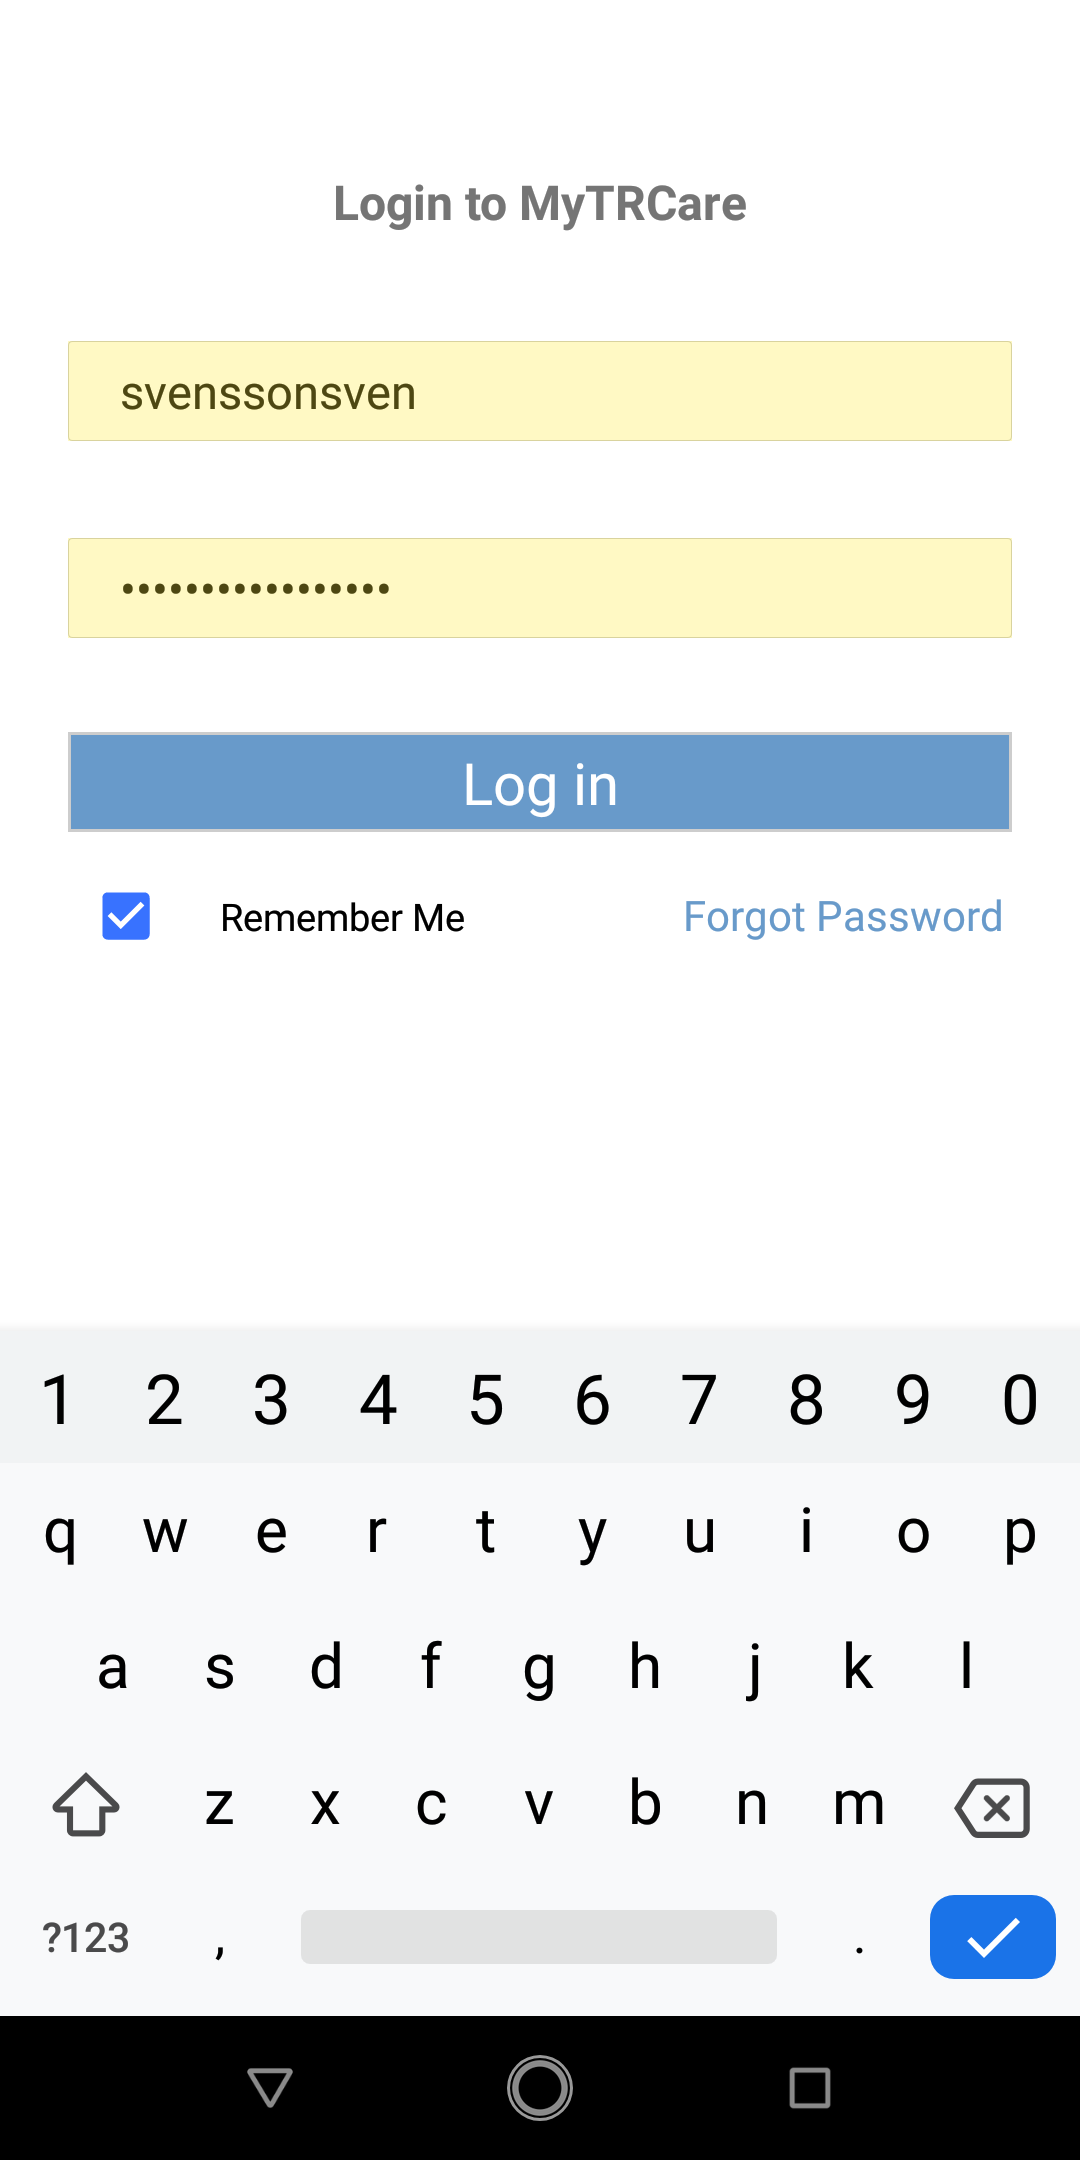 Login to MyTRCare
svenssonsven
•••••••••••••••••
Log in
Remember Me Forgot Password
1 2 3 4 5 6 7 8 9 0
q w e r t y u i o p
a s d f g h j k l
z x c v b n m
?123 , .